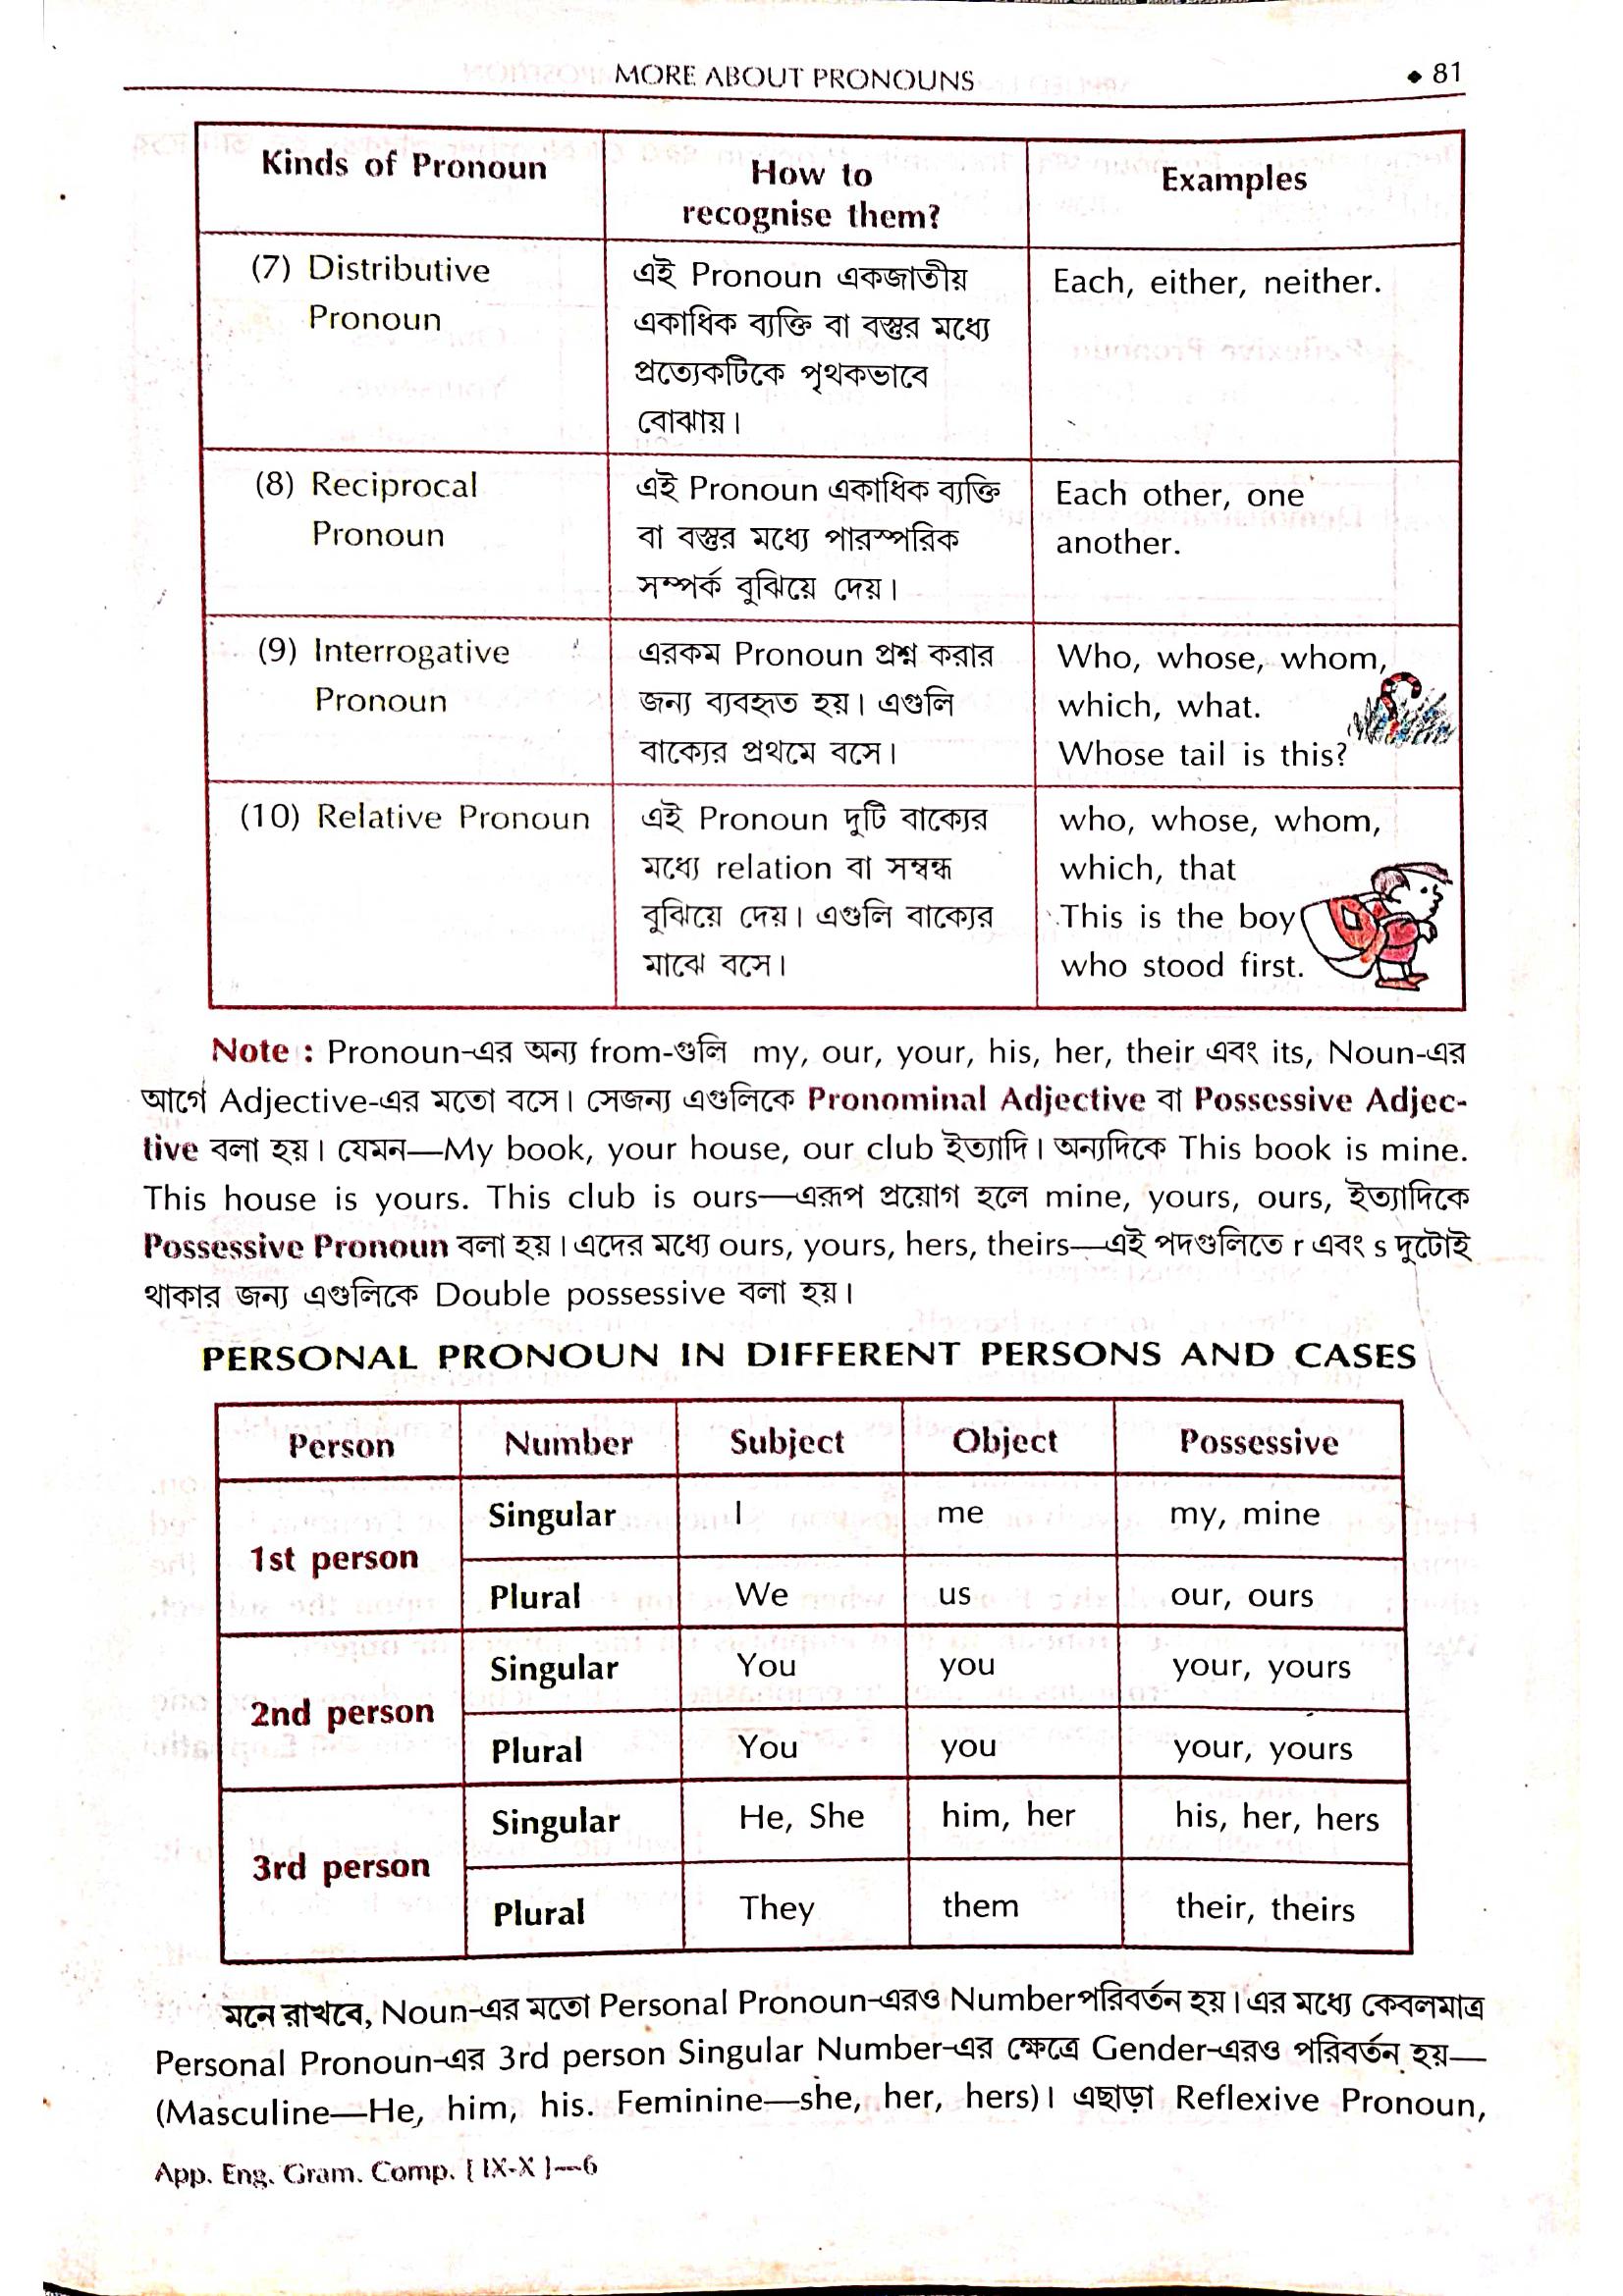 MORE ABOUT PRONOUNS
◆ 81
Kinds of Pronoun
How to
recognise them?
Examples
(7) Distributive
Pronoun
এই Pronoun একজাতীয়
একাধিক ব্যক্তি বা বস্তুর মধ্যে
প্রত্যেকটিকে পৃথকভাবে
বোঝায়।
Each, either, neither.
(8) Reciprocal
Pronoun
এই Pronoun একাধিক ব্যক্তি
বা বস্তুর মধ্যে পারস্পরিক
সম্পর্ক বুঝিয়ে দেয়।
Each other, one
another.
(9) Interrogative
Pronoun
এরকম Pronoun প্রশ্ন করার
জন্য ব্যবহৃত হয়। এগুলি
বাক্যের প্রথমে বসে।
Who, whose, whom,
which, what.
Whose tail is this?
(10) Relative Pronoun
এই Pronoun দুটি বাক্যের
মধ্যে relation বা সম্বন্ধ
বুঝিয়ে দেয়। এগুলি বাক্যের
মাঝে বসে।
who, whose, whom,
which, that
This is the boy
who stood first.
Note : Pronoun-এর অন্য from-গুলি my, our, your, his, her, their এবং its, Noun-এর
আগে Adjective-এর মতো বসে। সেজন্য এগুলিকে Pronominal Adjective বা Possessive Adjec-
tive বলা হয়। যেমন—My book, your house, our club ইত্যাদি। অন্যদিকে This book is mine.
This house is yours. This club is ours—এরূপ প্রয়োগ হলে mine, yours, ours, ইত্যাদিকে
Possessive Pronoun বলা হয়। এদের মধ্যে ours, yours, hers, theirs—এই পদগুলিতে r এবং s দুটোই
থাকার জন্য এগুলিকে Double possessive বলা হয়।
PERSONAL PRONOUN IN DIFFERENT PERSONS AND CASES
Person Number Subject Object Possessive
1st person
Singular I me my, mine
Plural We us our, ours
2nd person
Singular You you your, yours
Plural You you your, yours
3rd person
Singular He, She him, her his, her, hers
Plural They them their, theirs
মনে রাখবে, Noun-এর মতো Personal Pronoun-এরও Numberপরিবর্তন হয়। এর মধ্যে কেবলমাত্র
Personal Pronoun-এর 3rd person Singular Number-এর ক্ষেত্রে Gender-এরও পরিবর্তন হয়—
(Masculine—He, him, his. Feminine—she, her, hers)। এছাড়া Reflexive Pronoun,
App. Eng. Gram. Comp. [ IX-X ]—6